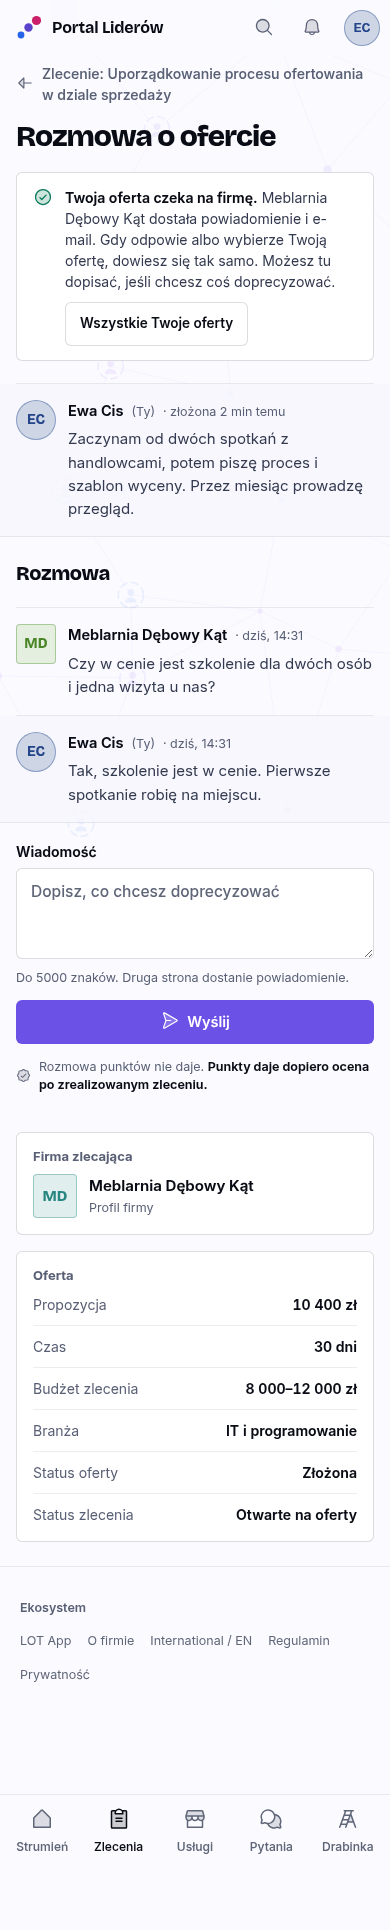 Portal Liderów
EC
Zlecenie: Uporządkowanie procesu ofertowania
w dziale sprzedaży
Rozmowa o ofercie
Twoja oferta czeka na firmę. Meblarnia
Dębowy Kąt dostała powiadomienie i e-
mail. Gdy odpowie albo wybierze Twoją
ofertę, dowiesz się tak samo. Możesz tu
dopisać, jeśli chcesz coś doprecyzować.
Wszystkie Twoje oferty
EC
Ewa Cis (Ty) · złożona 2 min temu
Zaczynam od dwóch spotkań z
handlowcami, potem piszę proces i
szablon wyceny. Przez miesiąc prowadzę
przegląd.
Rozmowa
MD
Meblarnia Dębowy Kąt · dziś, 14:31
Czy w cenie jest szkolenie dla dwóch osób
i jedna wizyta u nas?
EC
Ewa Cis (Ty) · dziś, 14:31
Tak, szkolenie jest w cenie. Pierwsze
spotkanie robię na miejscu.
Wiadomość
Dopisz, co chcesz doprecyzować
Do 5000 znaków. Druga strona dostanie powiadomienie.
Wyślij
Rozmowa punktów nie daje. Punkty daje dopiero ocena
po zrealizowanym zleceniu.
Firma zlecająca
MD
Meblarnia Dębowy Kąt
Profil firmy
Oferta
Propozycja 10 400 zł
Czas 30 dni
Budżet zlecenia 8 000–12 000 zł
Branża IT i programowanie
Status oferty Złożona
Status zlecenia Otwarte na oferty
Ekosystem
LOT App O firmie International / EN Regulamin
Prywatność
Strumień Zlecenia Usługi Pytania Drabinka